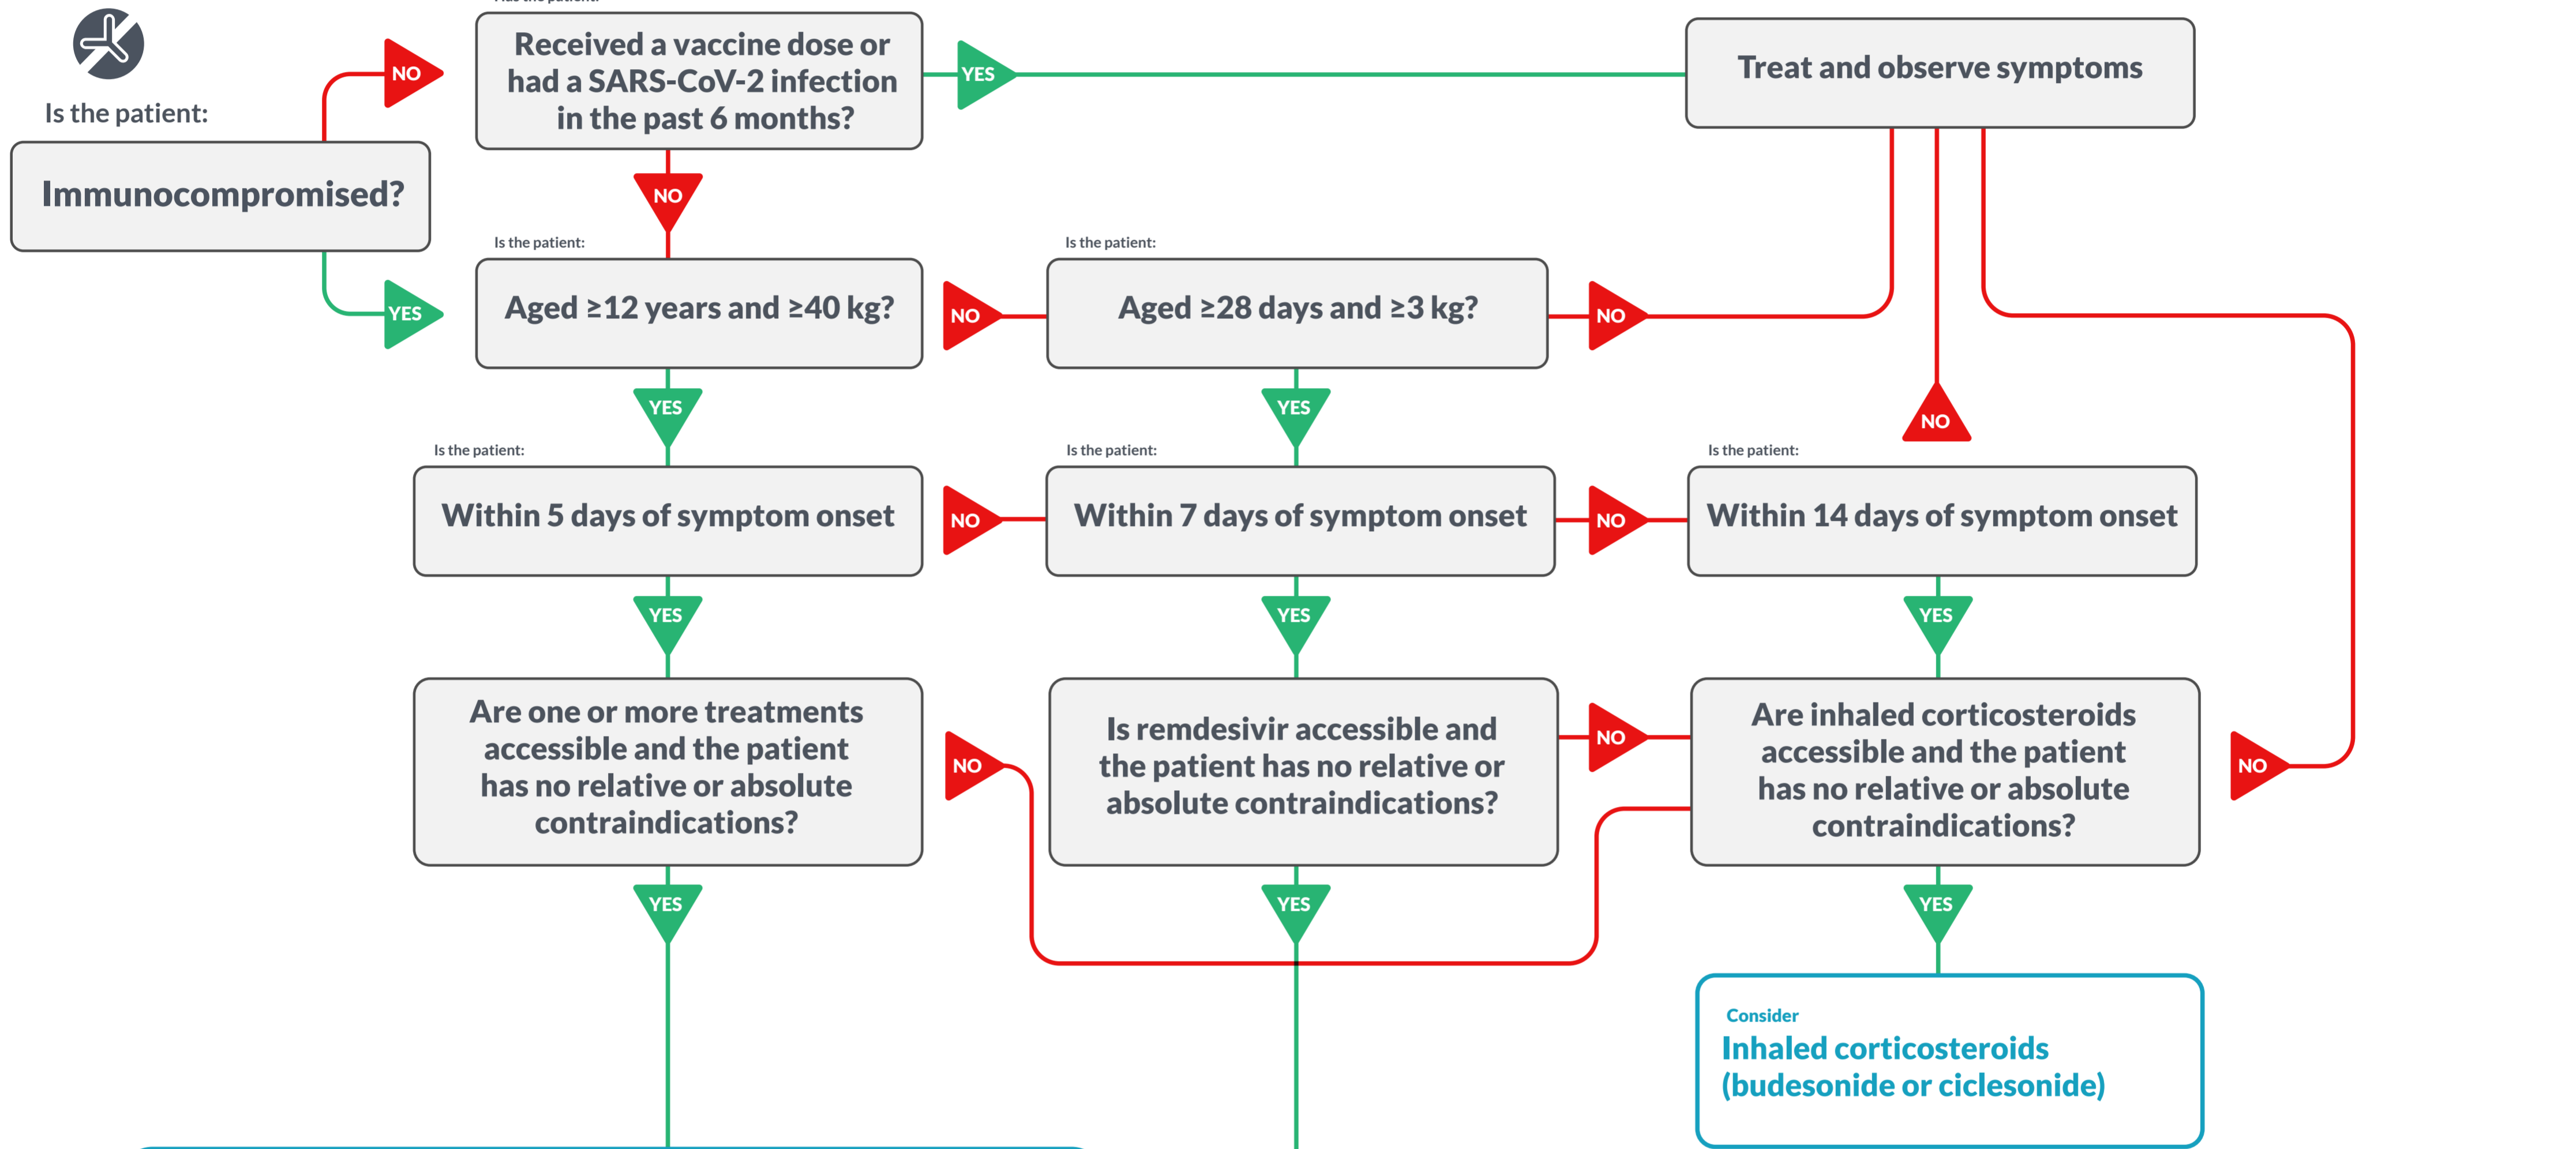 Has the patient:
Received a vaccine dose or
had a SARS-CoV-2 infection
in the past 6 months?
YES
Treat and observe symptoms
NO
Is the patient:
Immunocompromised?
NO
YES
Is the patient:
Aged ≥12 years and ≥40 kg?
NO
Is the patient:
Aged ≥28 days and ≥3 kg?
NO
YES
YES
NO
Is the patient:
Within 5 days of symptom onset
NO
Is the patient:
Within 7 days of symptom onset
NO
Is the patient:
Within 14 days of symptom onset
YES
YES
YES
Are one or more treatments
accessible and the patient
has no relative or absolute
contraindications?
NO
Is remdesivir accessible and
the patient has no relative or
absolute contraindications?
NO
Are inhaled corticosteroids
accessible and the patient
has no relative or absolute
contraindications?
NO
YES
YES
YES
Consider
Inhaled corticosteroids
(budesonide or ciclesonide)